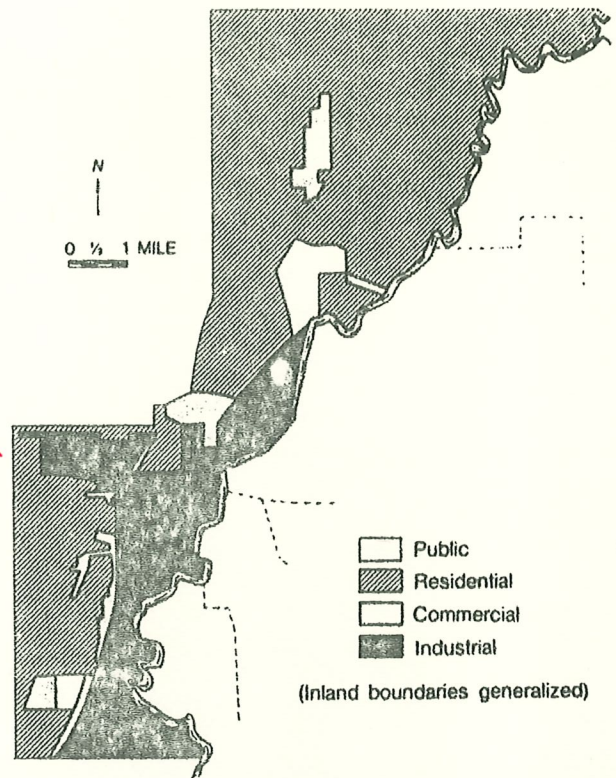 N
0 ½ 1 MILE
Public
Residential
Commercial
Industrial
(Inland boundaries generalized)